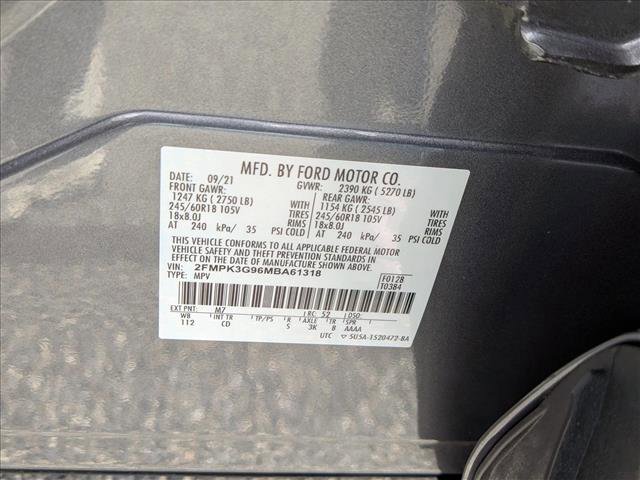 MFD. BY FORD MOTOR CO.
DATE: 09/21 GVWR: 2390 KG ( 5270 LB)
FRONT GAWR: REAR GAWR:
1247 KG ( 2750 LB) WITH 1154 KG ( 2545 LB) WITH
245/60R18 105V TIRES 245/60R18 105V TIRES
18x8.0J RIMS 18x8.0J RIMS
AT 240 kPa/ 35 PSI COLD AT 240 kPa/ 35 PSI COLD
THIS VEHICLE CONFORMS TO ALL APPLICABLE FEDERAL MOTOR
VEHICLE SAFETY AND THEFT PREVENTION STANDARDS IN
EFFECT ON THE DATE OF MANUFACTURE SHOWN ABOVE.
VIN: 2FMPK3G96MBA61318 F0128
TYPE: MPV T0384
EXT PNT: M7 RC: 52 DSO:
WB INT TR TP/PS R AXLE TR SPR
112 CD S 3K 8 AAAA
UTC 5U5A-1520472-BA